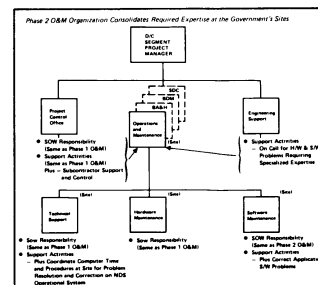 Phase 2 O&M Organization Consolidates Required Expertise at the Government's Sites
D/C
SEGMENT
PROJECT
MANAGER
SDC
SDM
BA&H
Project
Control
Office
Operations
and
Maintenance
Engineering
Support
(Site)
● SOW Responsibility
(Same as Phase 1 O&M)
● Support Activities
(Same as Phase 1 O&M)
Plus – Subcontractor Support
and Control
● Support Activities
– On Call for H/W & S/W
Problems Requiring
Specialized Expertise
(Site)
(Site)
(Site)
Technical
Support
Hardware
Maintenance
Software
Maintenance
● Sow Responsibility
(Same as Phase 1 O&M)
● Support Activities
– Plus Coordinate Computer Time
and Procedures at Site for Problem
Resolution and Correction on NDS
Operational System
● Sow Responsibility
(Same as Phase 1 O&M)
● SOW Responsibility
(Same as Phase 2 O&M)
● Support Activities
– Plus Correct Applicate
S/W Problems